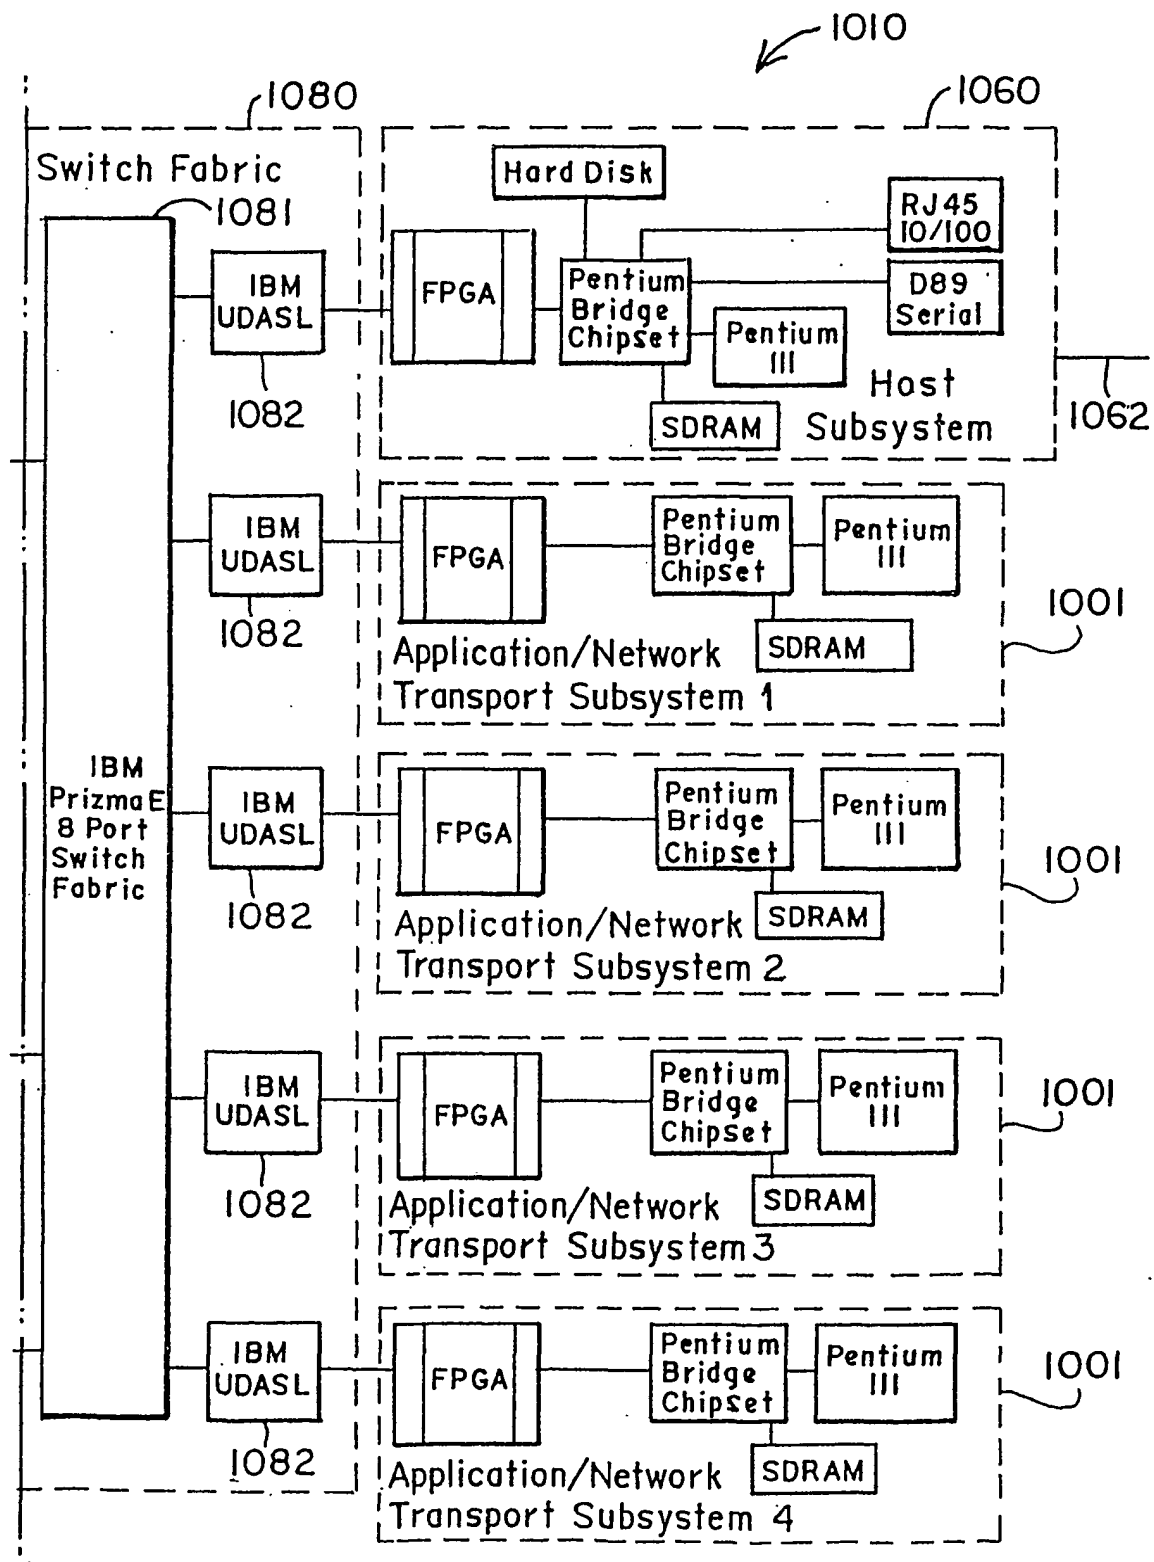 1010
1080
1060
Switch Fabric
1081
Hard Disk
RJ45
10/100
IBM
UDASL
FPGA
Pentium
Bridge
Chipset
D89
Serial
Pentium
III
1082
Host
Subsystem
1062
SDRAM
IBM
UDASL
FPGA
Pentium
Bridge
Chipset
Pentium
III
1082
1001
SDRAM
Application/Network
Transport Subsystem 1
IBM
PrizmaE
8 Port
Switch
Fabric
IBM
UDASL
FPGA
Pentium
Bridge
Chipset
Pentium
III
1001
1082
SDRAM
Application/Network
Transport Subsystem 2
IBM
UDASL
FPGA
Pentium
Bridge
Chipset
Pentium
III
1001
1082
SDRAM
Application/Network
Transport Subsystem 3
IBM
UDASL
FPGA
Pentium
Bridge
Chipset
Pentium
III
1001
1082
SDRAM
Application/Network
Transport Subsystem 4